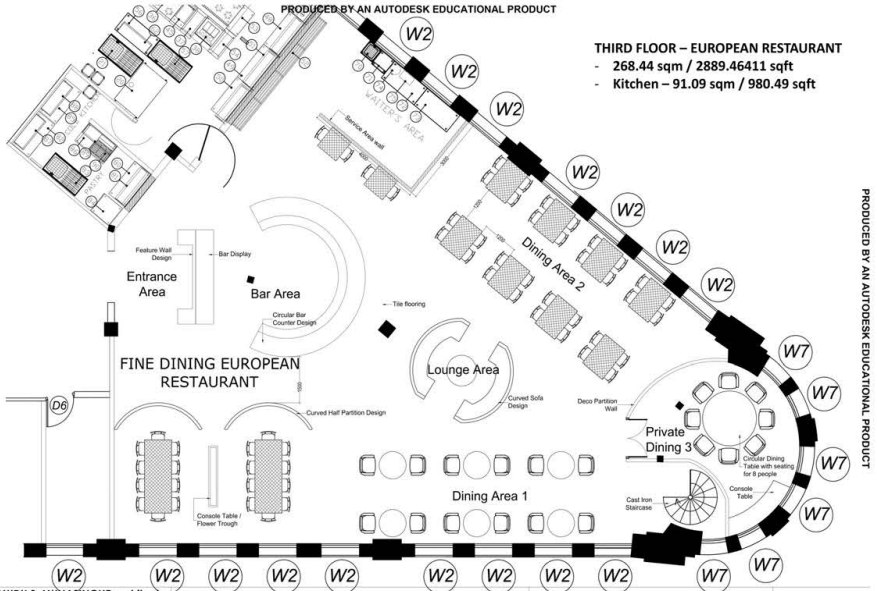 PRODUCED BY AN AUTODESK EDUCATIONAL PRODUCT
THIRD FLOOR – EUROPEAN RESTAURANT
- 268.44 sqm / 2889.46411 sqft
- Kitchen – 91.09 sqm / 980.49 sqft
W2
W2
W2
W2
W2
W2
W2
WAITER'S AREA
Service Area wall
4000
3000
PASTRY
Feature Wall
Design
Bar Display
Entrance
Area
Bar Area
Circular Bar
Counter Design
Tile flooring
Dining Area 2
1200
1200
FINE DINING EUROPEAN
RESTAURANT
1500
Lounge Area
Curved Sofa
Design
Curved Half Partition Design
D6
Console Table /
Flower Trough
Dining Area 1
Deco Partition
Wall
Private
Dining 3
Circular Dining
Table with seating
for 8 people
Console
Table
Cast Iron
Staircase
W7
W7
W7
W7
W7
W7
W2
W2
W2
W2
W2
W2
W2
W2
W2
PRODUCED BY AN AUTODESK EDUCATIONAL PRODUCT